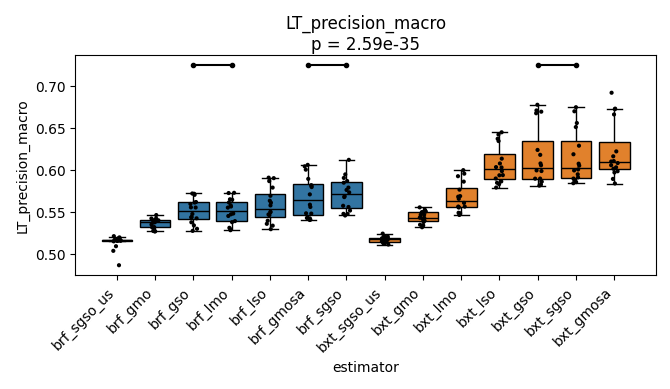 LT_precision_macro
p = 2.59e-35
LT_precision_macro
0.70
0.65
0.60
0.55
0.50
brf_sgso_us
brf_gmo
brf_gso
brf_lmo
brf_lso
brf_gmosa
brf_sgso
bxt_sgso_us
bxt_gmo
bxt_lmo
bxt_lso
bxt_gso
bxt_sgso
bxt_gmosa
estimator